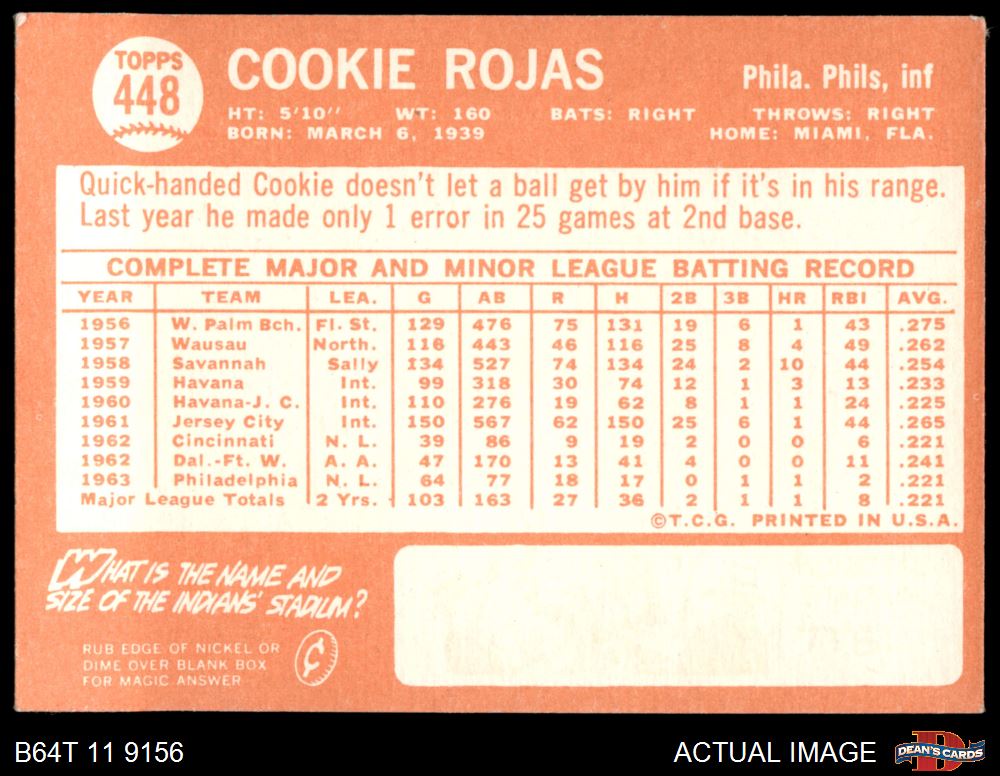 TOPPS
448
COOKIE ROJAS
Phila. Phils, inf
HT: 5'10" WT: 160 BATS: RIGHT THROWS: RIGHT
BORN: MARCH 6, 1939 HOME: MIAMI, FLA.
Quick-handed Cookie doesn't let a ball get by him if it's in his range.
Last year he made only 1 error in 25 games at 2nd base.
COMPLETE MAJOR AND MINOR LEAGUE BATTING RECORD
YEAR TEAM LEA. G AB R H 2B 3B HR RBI AVG.
1956 W. Palm Bch. Fl. St. 129 476 75 131 19 6 1 43 .275
1957 Wausau North. 116 443 46 116 25 8 4 49 .262
1958 Savannah Sally 134 527 74 134 24 2 10 44 .254
1959 Havana Int. 99 318 30 74 12 1 3 13 .233
1960 Havana-J. C. Int. 110 276 19 62 8 1 1 24 .225
1961 Jersey City Int. 150 567 62 150 25 6 1 44 .265
1962 Cincinnati N. L. 39 86 9 19 2 0 0 6 .221
1962 Dal.-Ft. W. A. A. 47 170 13 41 4 0 0 11 .241
1963 Philadelphia N. L. 64 77 18 17 0 1 1 2 .221
Major League Totals 2 Yrs. 103 163 27 36 2 1 1 8 .221
©T.C.G. PRINTED IN U.S.A.
WHAT IS THE NAME AND
SIZE OF THE INDIANS' STADIUM?
RUB EDGE OF NICKEL OR
DIME OVER BLANK BOX
FOR MAGIC ANSWER
¢
B64T 11 9156
ACTUAL IMAGE
D
DEAN'S CARDS